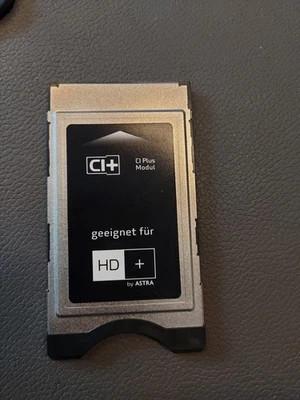 CI+
CI Plus
Modul
geeignet für
HD +
by ASTRA